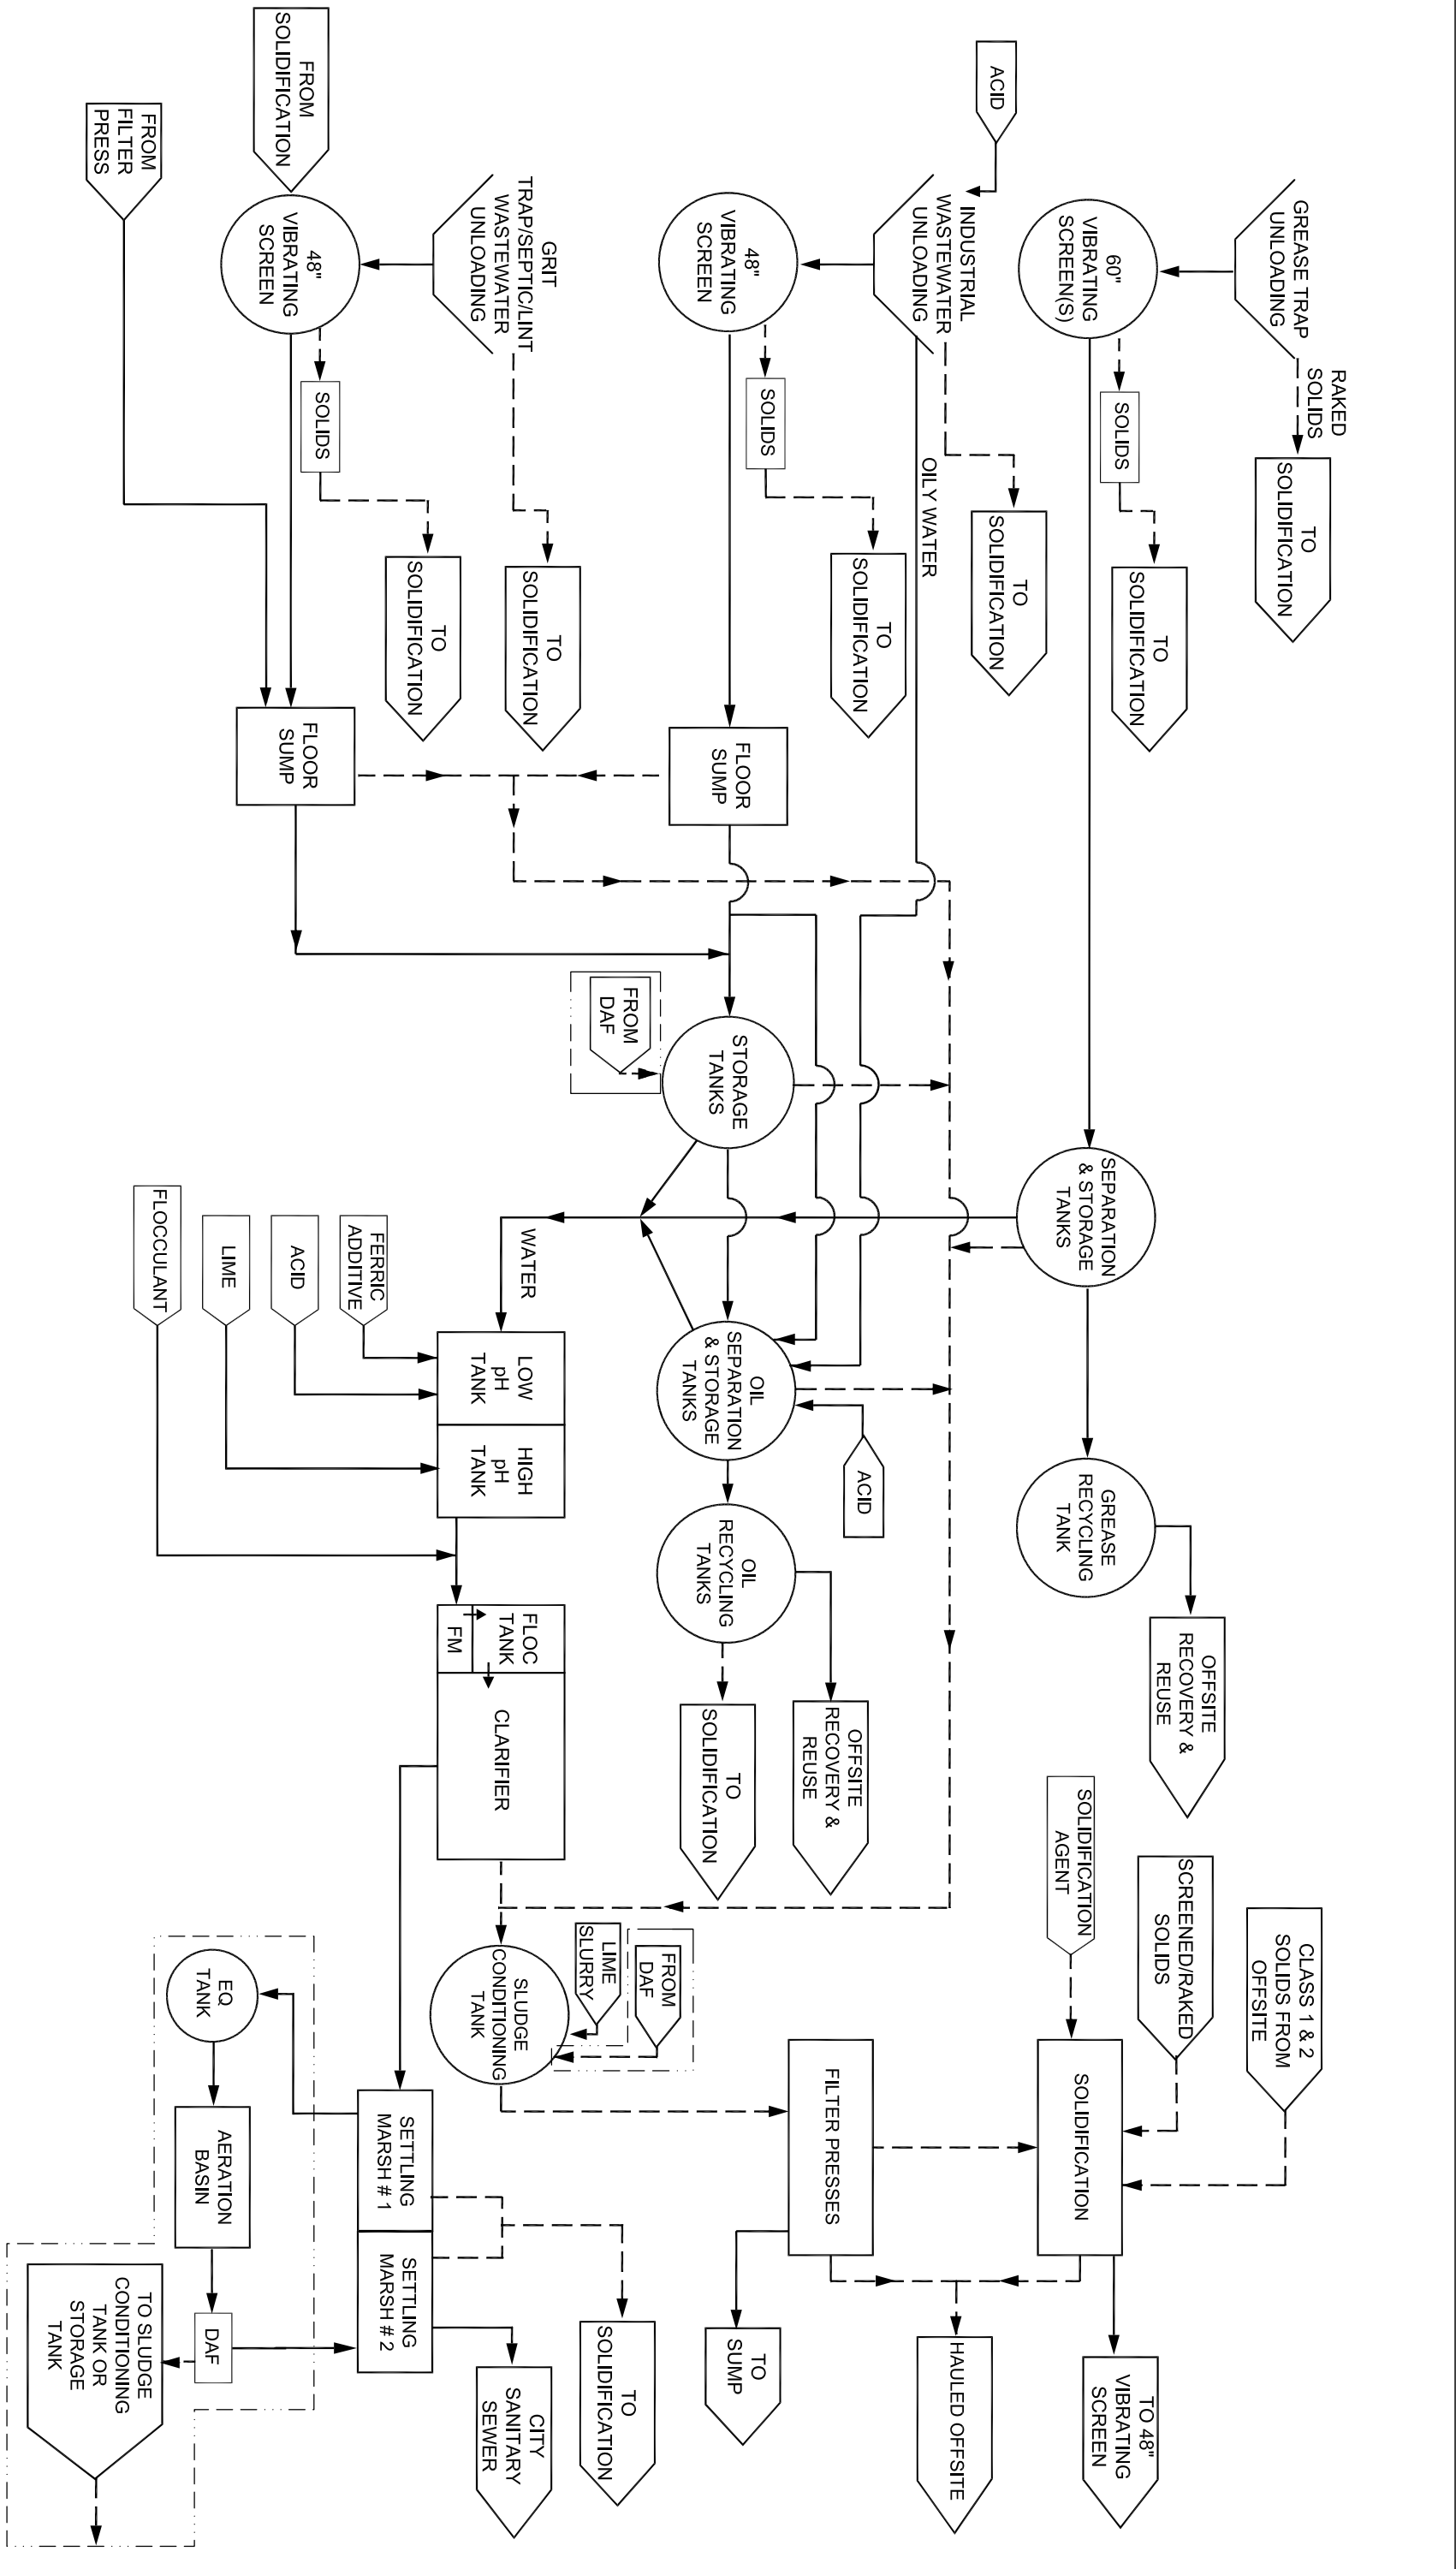 GREASE TRAP
UNLOADING
RAKED
SOLIDS
TO
SOLIDIFICATION
60"
VIBRATING
SCREEN(S)
SOLIDS
TO
SOLIDIFICATION
SEPARATION
& STORAGE
TANKS
GREASE
RECYCLING
TANK
OFFSITE
RECOVERY &
REUSE
ACID
INDUSTRIAL
WASTEWATER
UNLOADING
TO
SOLIDIFICATION
OILY WATER
48"
VIBRATING
SCREEN
SOLIDS
TO
SOLIDIFICATION
FLOOR
SUMP
FROM
DAF
STORAGE
TANKS
OIL
SEPARATION
& STORAGE
TANKS
ACID
OIL
RECYCLING
TANKS
OFFSITE
RECOVERY &
REUSE
TO
SOLIDIFICATION
FROM
SOLIDIFICATION
GRIT
TRAP/SEPTIC/LINT
WASTEWATER
UNLOADING
TO
SOLIDIFICATION
48"
VIBRATING
SCREEN
SOLIDS
TO
SOLIDIFICATION
FROM
FILTER
PRESS
FLOOR
SUMP
WATER
FERRIC
ADDITIVE
ACID
LIME
FLOCCULANT
LOW
pH
TANK
HIGH
pH
TANK
FLOC
TANK
FM
CLARIFIER
CLASS 1 & 2
SOLIDS FROM
OFFSITE
SCREENED/RAKED
SOLIDS
SOLIDIFICATION
AGENT
SOLIDIFICATION
TO 48"
VIBRATING
SCREEN
FILTER PRESSES
HAULED OFFSITE
TO
SUMP
FROM
DAF
LIME
SLURRY
SLUDGE
CONDITIONING
TANK
SETTLING
MARSH # 1
SETTLING
MARSH # 2
TO
SOLIDIFICATION
CITY
SANITARY
SEWER
EQ
TANK
AERATION
BASIN
DAF
TO SLUDGE
CONDITIONING
TANK OR
STORAGE
TANK